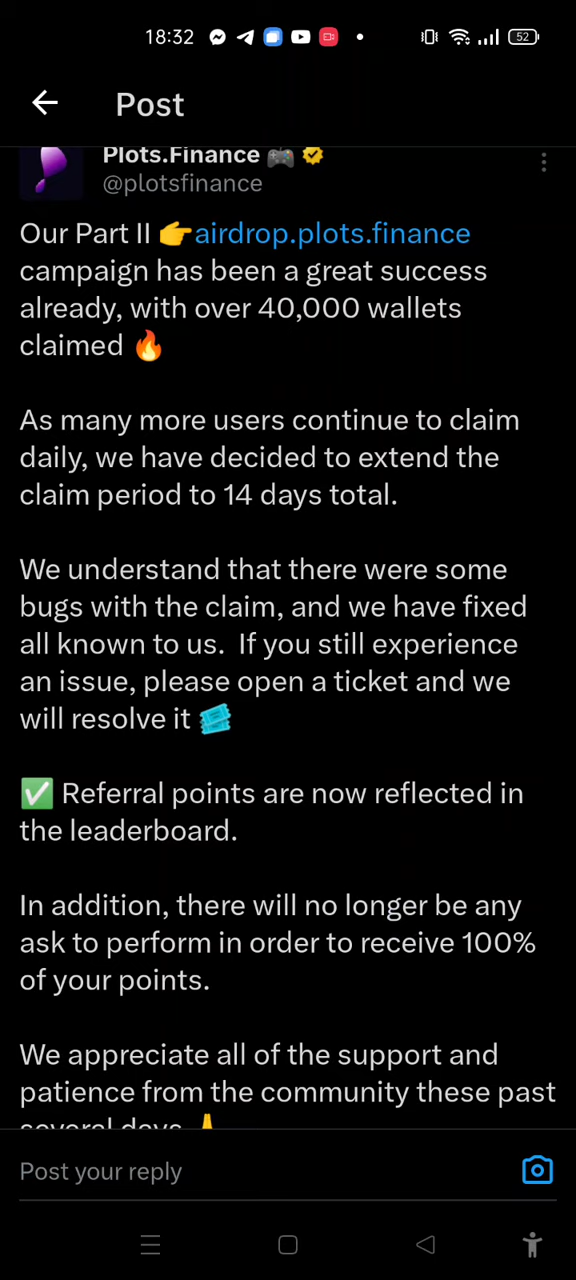 18:32
52
Post
Plots.Finance 🎮
@plotsfinance
Our Part II 👉airdrop.plots.finance
campaign has been a great success
already, with over 40,000 wallets
claimed 🔥
As many more users continue to claim
daily, we have decided to extend the
claim period to 14 days total.
We understand that there were some
bugs with the claim, and we have fixed
all known to us.  If you still experience
an issue, please open a ticket and we
will resolve it 🎟️
✅ Referral points are now reflected in
the leaderboard.
In addition, there will no longer be any
ask to perform in order to receive 100%
of your points.
We appreciate all of the support and
patience from the community these past
several days 🙏
Post your reply